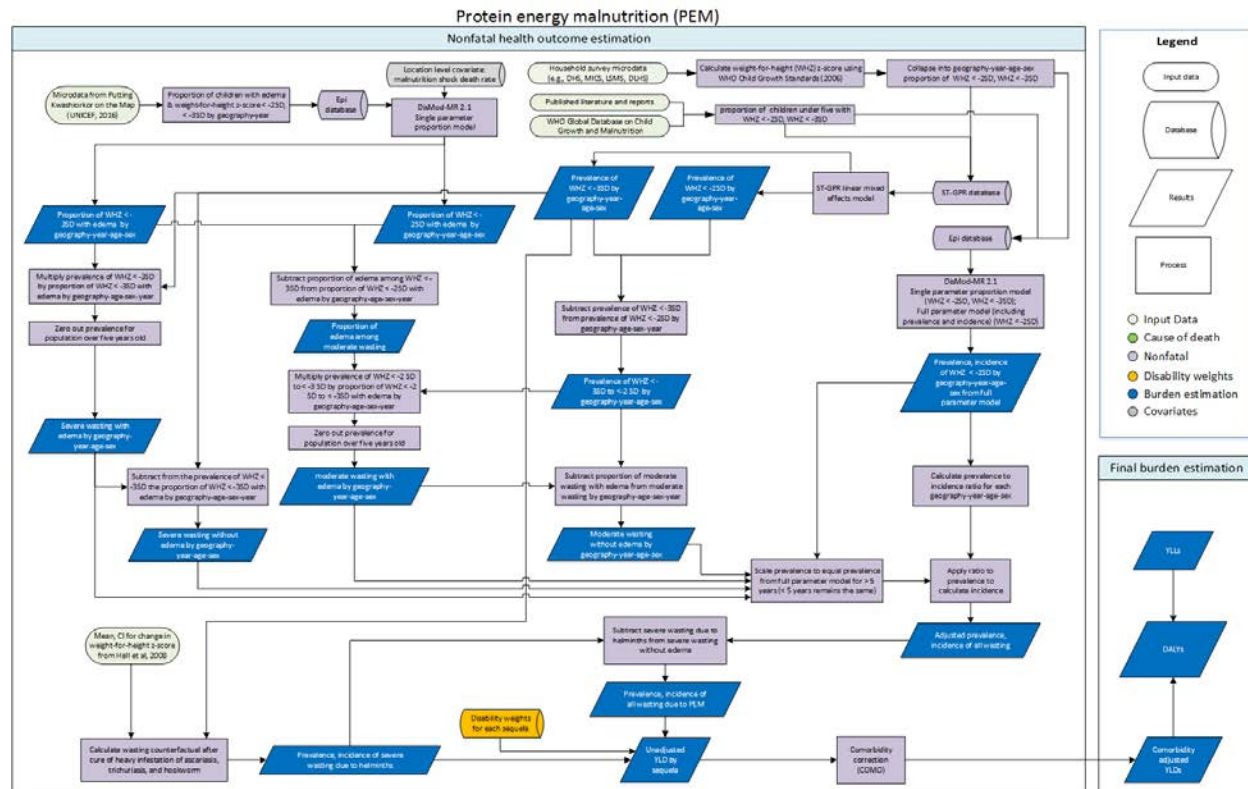 Protein energy malnutrition (PEM)
Nonfatal health outcome estimation
Microdata from Putting
Kwashiorkor on the Map
(UNICEF, 2016)
Proportion of children with edema
& weight-for-height z-score < -2SD,
< -3SD by geography-year
Epi
database
Location level covariate:
malnutrition shock death rate
DisMod-MR 2.1
Single parameter
proportion model
Household survey microdata
(e.g., DHS, MICS, LSMS, DLHS)
Calculate weight-for-height (WHZ) z-score using
WHO Child Growth Standards (2006)
Collapse into geography-year-age-sex
proportion of WHZ < -2SD, WHZ < -3SD
Published literature and reports
WHO Global Database on Child
Growth and Malnutrition
proportion of children under five with
WHZ < -2SD, WHZ < -3SD
Proportion of WHZ < -
3SD with edema by
geography-year-age-sex
Proportion of WHZ < -
2SD with edema by
geography-year-age-sex
Prevalence of
WHZ < -3SD by
geography-year-
age-sex
Prevalence of
WHZ < -2SD by
geography-year-
age-sex
ST-GPR linear mixed
effects model
ST-GPR database
Epi database
Multiply prevalence of WHZ < -3SD
by proportion of WHZ < -3SD with
edema by geography-age-sex-year
Subtract proportion of edema among WHZ < -
3SD from proportion of WHZ < -2SD with
edema by geography-age-sex-year
Subtract prevalence of WHZ < -3SD
from prevalence of WHZ < -2SD by
geography-age-sex-year
DisMod-MR 2.1
Single parameter proportion model
(WHZ < -2SD, WHZ < -3SD);
Full parameter model (including
prevalence and incidence) (WHZ < -2SD)
Zero out prevalence for
population over five years old
Proportion of
edema among
moderate wasting
Multiply prevalence of WHZ < -2 SD
to < -3 SD by proportion of WHZ < -2
SD to < -3SD with edema by
geography-age-sex-year
Prevalence of WHZ < -
3SD to < -2 SD by
geography-year-age-sex
Prevalence, incidence
of WHZ < -2SD by
geography-year-age-
sex from full
parameter model
Severe wasting with
edema by geography-
year-age-sex
Zero out prevalence for
population over five years old
Subtract from the prevalence of WHZ <
-3SD the proportion of WHZ < -3SD with
edema by geography-age-sex-year
moderate wasting with
edema by geography-
year-age-sex
Subtract proportion of moderate
wasting with edema from moderate
wasting by geography-age-sex-year
Calculate prevalence to
incidence ratio for each
geography-year-age-sex
Severe wasting without
edema by geography-
year-age-sex
Moderate wasting
without edema by
geography-year-age-sex
Scale prevalence to equal prevalence
from full parameter model for > 5
years (< 5 years remains the same)
Apply ratio to
prevalence to
calculate incidence
Mean, CI for change in
weight-for-height z-score
from Hall et al, 2008
Subtract severe wasting due to
helminths from severe wasting
without edema
Adjusted prevalence,
incidence of all wasting
Prevalence, incidence of
all wasting due to PEM
Disability weights
for each sequela
Calculate wasting counterfactual after
cure of heavy infestation of ascariasis,
trichuriasis, and hookworm
Prevalence, incidence of severe
wasting due to helminths
Unadjusted
YLD by
sequela
Comorbidity
correction
(COMO)
Legend
Input data
Database
Results
Process
Input Data
Cause of death
Nonfatal
Disability weights
Burden estimation
Covariates
Final burden estimation
YLLs
DALYs
Comorbidity
adjusted
YLDs